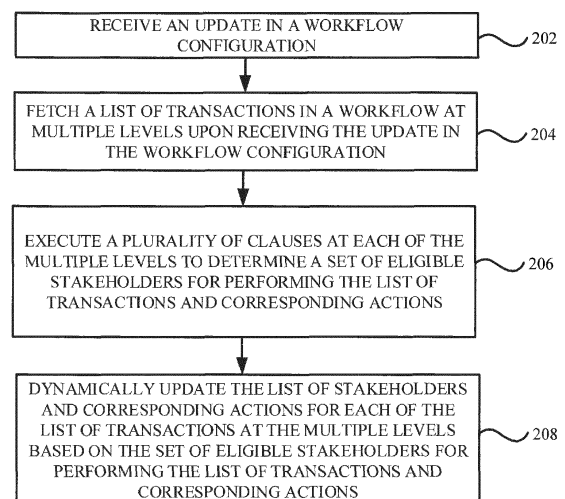 RECEIVE AN UPDATE IN A WORKFLOW
CONFIGURATION
202
FETCH A LIST OF TRANSACTIONS IN A WORKFLOW AT
MULTIPLE LEVELS UPON RECEIVING THE UPDATE IN
THE WORKFLOW CONFIGURATION
204
EXECUTE A PLURALITY OF CLAUSES AT EACH OF THE
MULTIPLE LEVELS TO DETERMINE A SET OF ELIGIBLE
STAKEHOLDERS FOR PERFORMING THE LIST OF
TRANSACTIONS AND CORRESPONDING ACTIONS
206
DYNAMICALLY UPDATE THE LIST OF STAKEHOLDERS
AND CORRESPONDING ACTIONS FOR EACH OF THE
LIST OF TRANSACTIONS AT THE MULTIPLE LEVELS
BASED ON THE SET OF ELIGIBLE STAKEHOLDERS FOR
PERFORMING THE LIST OF TRANSACTIONS AND
CORRESPONDING ACTIONS
208